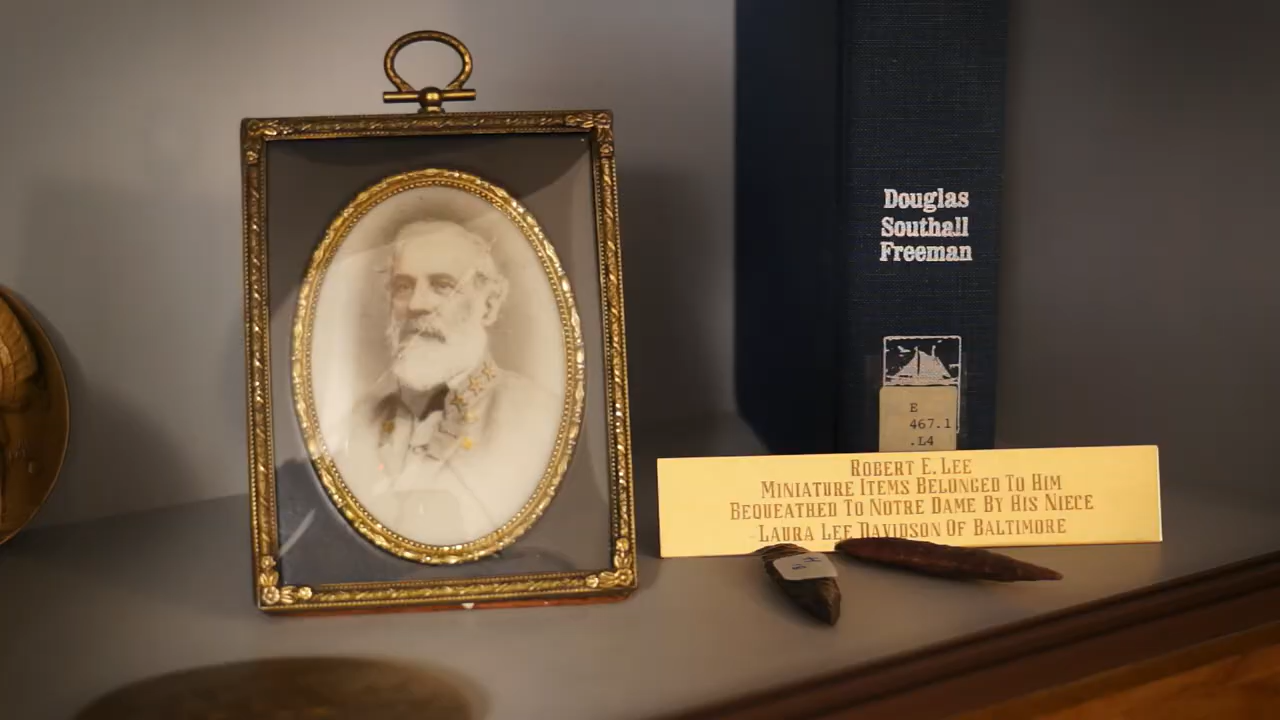 Douglas
Southall
Freeman
E
467.1
.L4
ROBERT E. LEE
MINIATURE ITEMS BELONGED TO HIM
BEQUEATHED TO NOTRE DAME BY HIS NIECE
LAURA LEE DAVIDSON OF BALTIMORE